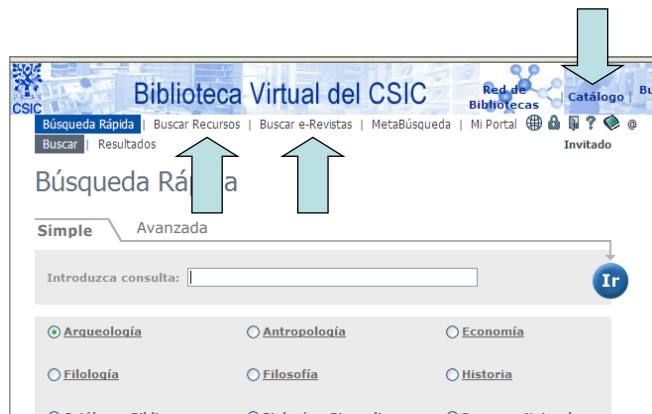 CSIC
Biblioteca Virtual del CSIC
Red de Bibliotecas
Catálogo
Búsqueda Rápida | Buscar Recursos | Buscar e-Revistas | MetaBúsqueda | Mi Portal ? @
Buscar | Resultados Invitado
Búsqueda Rápida
Simple Avanzada
Introduzca consulta: Ir
Arqueología Antropología Economía
Filología Filosofía Historia